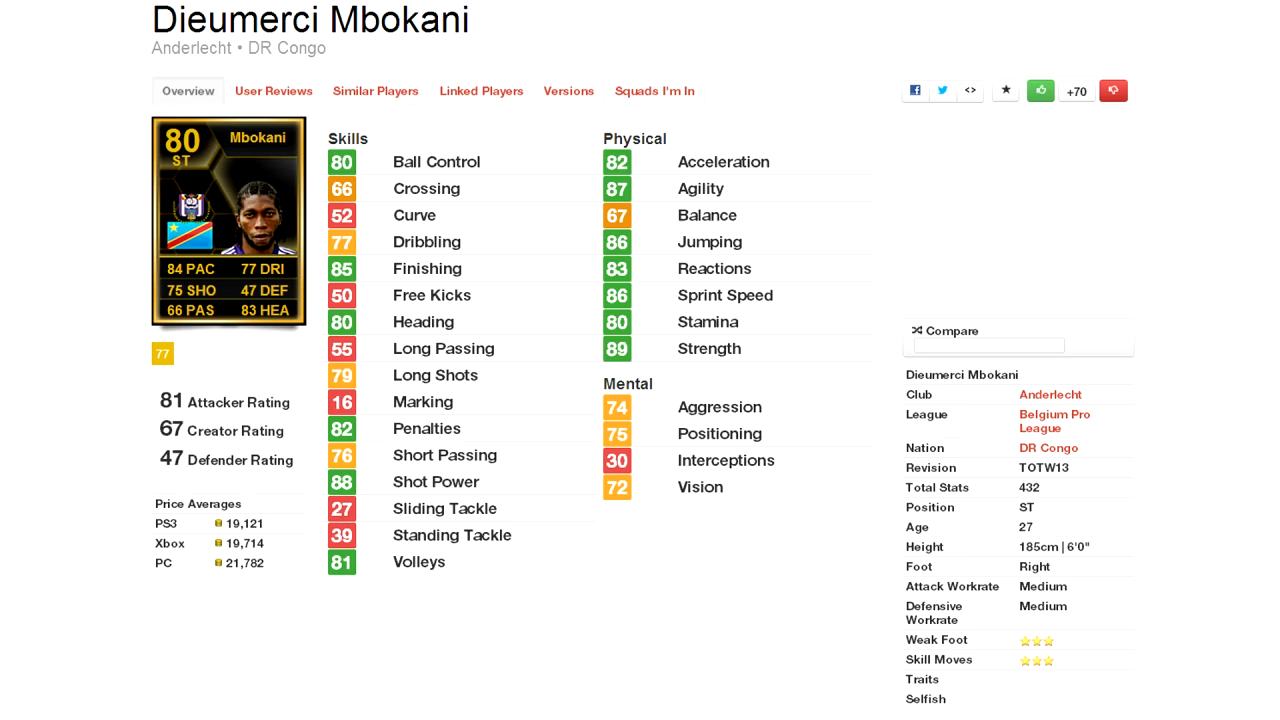 Dieumerci Mbokani
Anderlecht • DR Congo
Overview User Reviews Similar Players Linked Players Versions Squads I'm In
<> +70
80 Mbokani
ST
84 PAC 77 DRI
75 SHO 47 DEF
66 PAS 83 HEA
77
81 Attacker Rating
67 Creator Rating
47 Defender Rating
Price Averages
PS3 19,121
Xbox 19,714
PC 21,782
Skills
80 Ball Control
66 Crossing
52 Curve
77 Dribbling
85 Finishing
50 Free Kicks
80 Heading
55 Long Passing
79 Long Shots
16 Marking
82 Penalties
76 Short Passing
88 Shot Power
27 Sliding Tackle
39 Standing Tackle
81 Volleys
Physical
82 Acceleration
87 Agility
67 Balance
86 Jumping
83 Reactions
86 Sprint Speed
80 Stamina
89 Strength
Mental
74 Aggression
75 Positioning
30 Interceptions
72 Vision
Compare
Dieumerci Mbokani
Club Anderlecht
League Belgium Pro
League
Nation DR Congo
Revision TOTW13
Total Stats 432
Position ST
Age 27
Height 185cm | 6'0"
Foot Right
Attack Workrate Medium
Defensive Medium
Workrate
Weak Foot
Skill Moves
Traits
Selfish